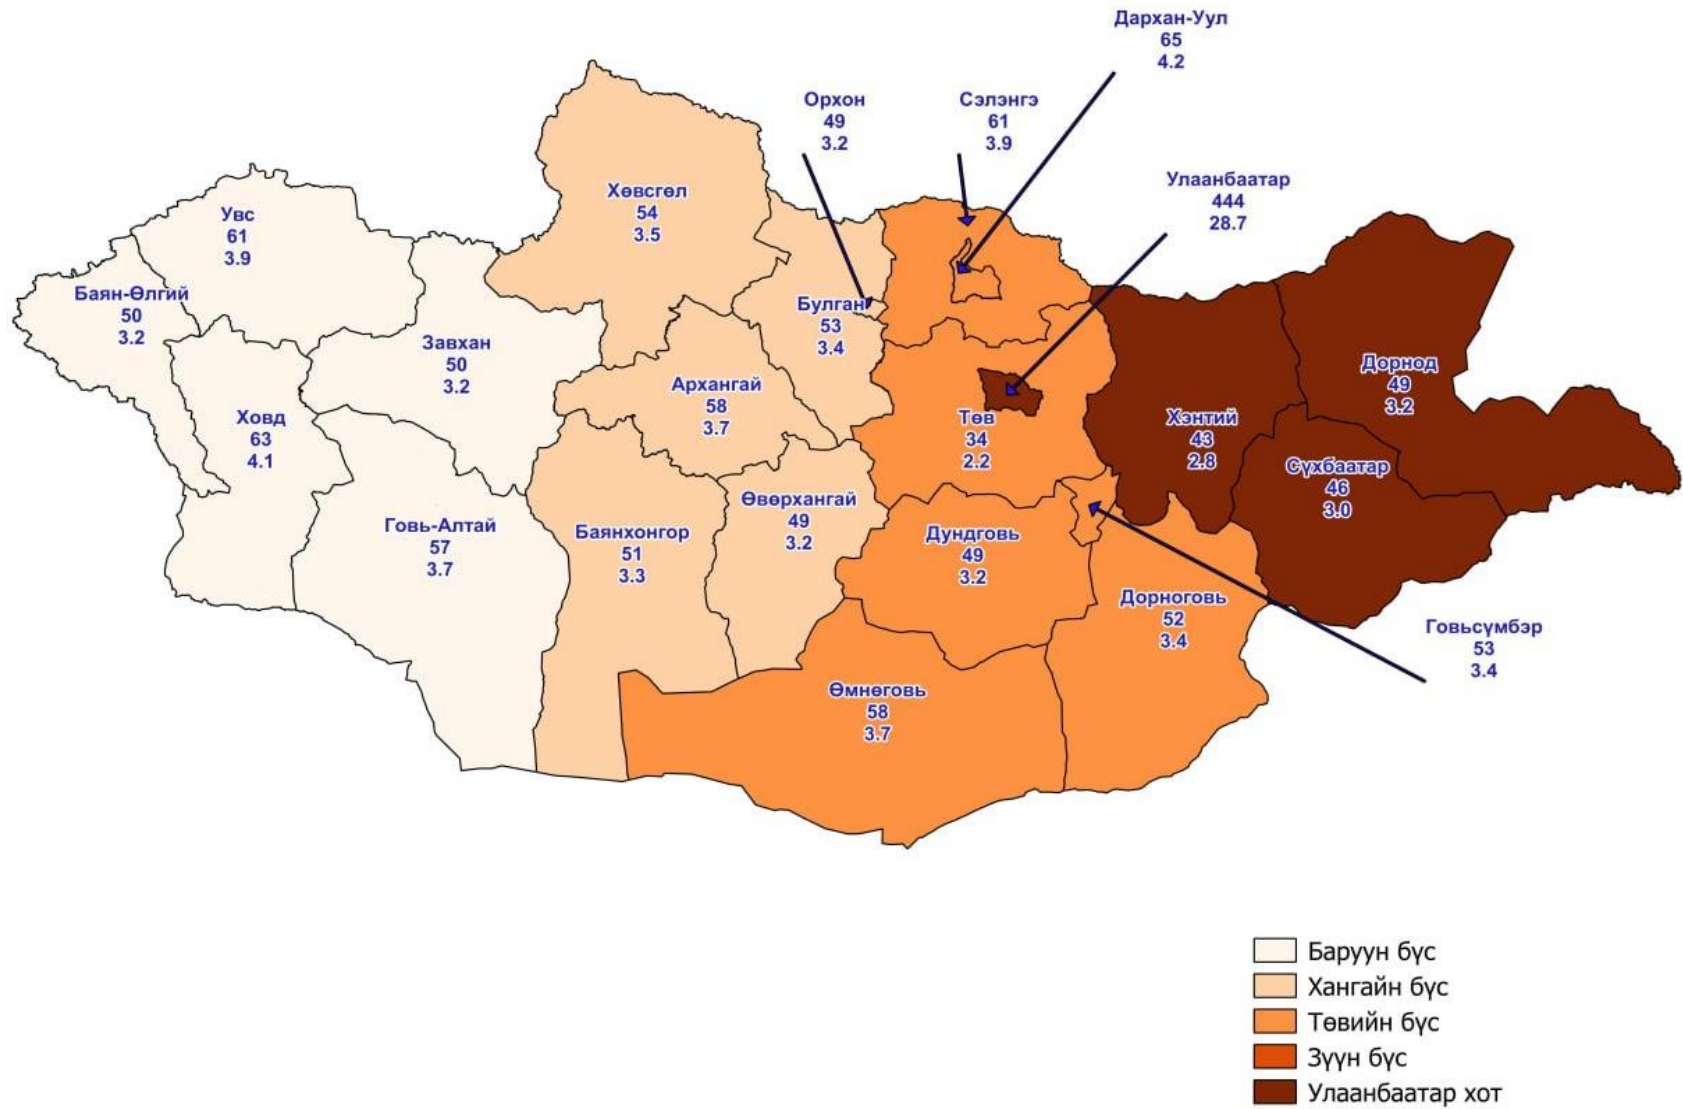 Дархан-Уул
65
4.2
Орхон
49
3.2
Сэлэнгэ
61
3.9
Улаанбаатар
444
28.7
Хөвсгөл
54
3.5
Увс
61
3.9
Баян-Өлгий
50
3.2
Булган
53
3.4
Завхан
50
3.2
Дорнод
49
3.2
Архангай
58
3.7
Ховд
63
4.1
Төв
34
2.2
Хэнтий
43
2.8
Сүхбаатар
46
3.0
Өвөрхангай
49
3.2
Говь-Алтай
57
3.7
Баянхонгор
51
3.3
Дундговь
49
3.2
Дорноговь
52
3.4
Говьсүмбэр
53
3.4
Өмнөговь
58
3.7
Баруун бүс
Хангайн бүс
Төвийн бүс
Зүүн бүс
Улаанбаатар хот